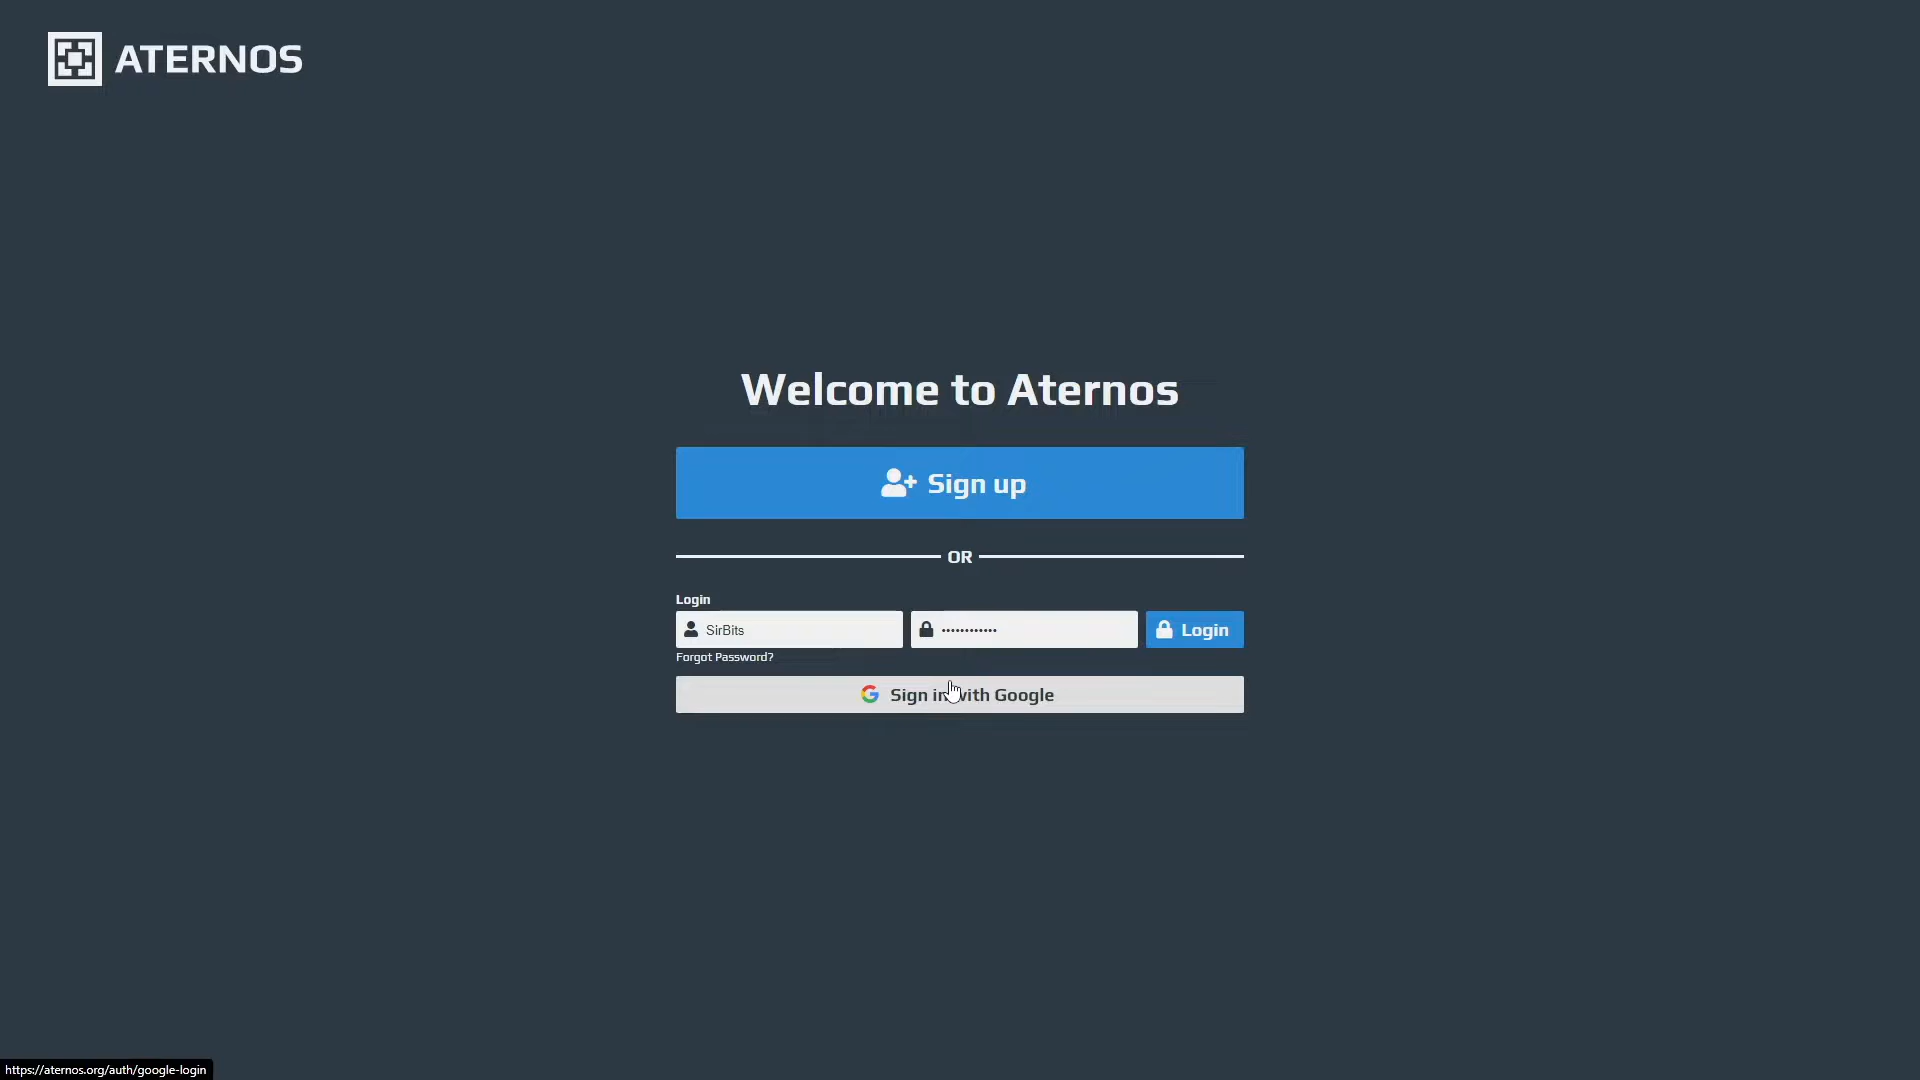 ATERNOS
Welcome to Aternos
Sign up
OR
Login
SirBits
••••••••••••
Login
Forgot Password?
Sign in with Google
https://aternos.org/auth/google-login